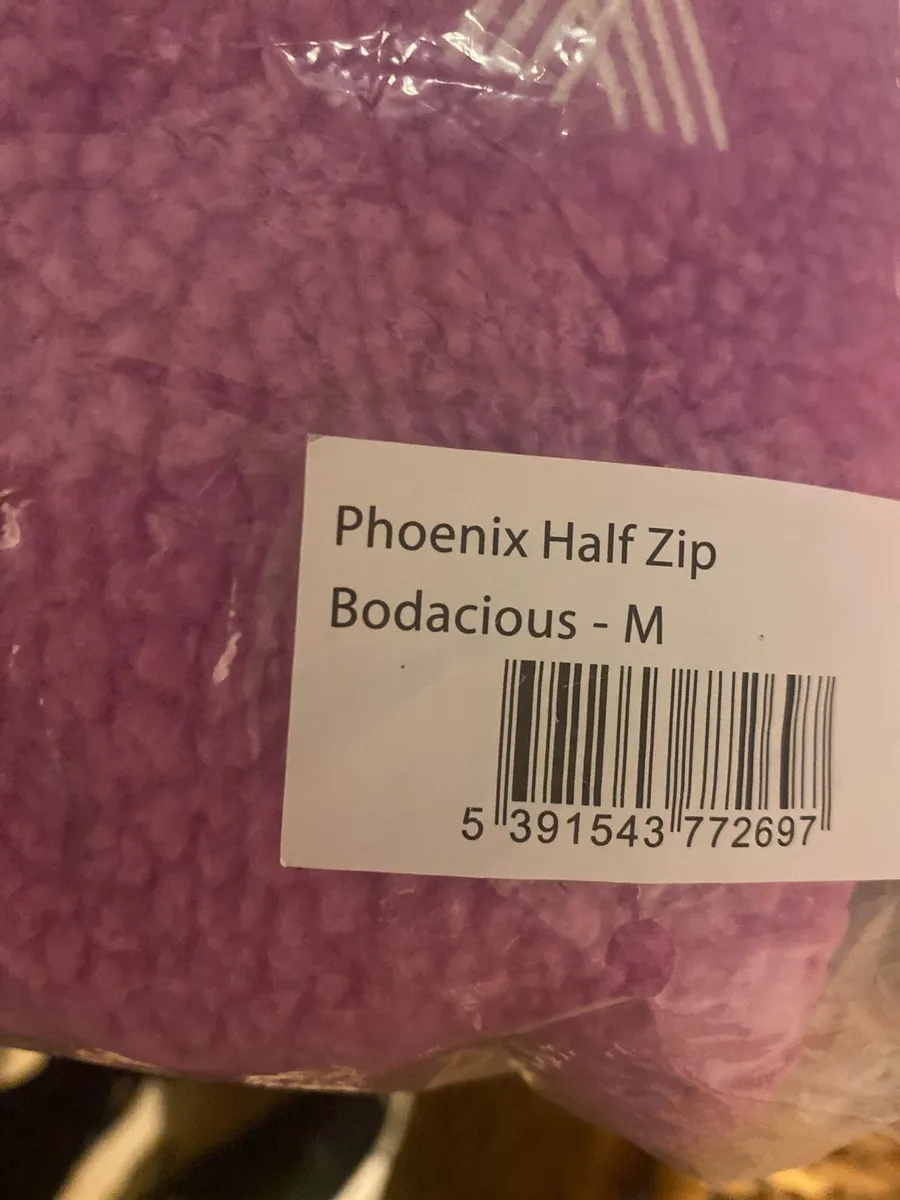 Phoenix Half Zip
Bodacious - M
5 391543 772697